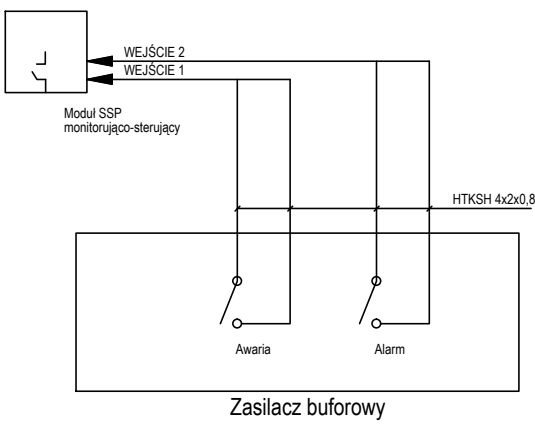 WEJŚCIE 2
WEJŚCIE 1
Moduł SSP
monitorująco-sterujący
HTKSH 4x2x0,8
Awaria
Alarm
Zasilacz buforowy